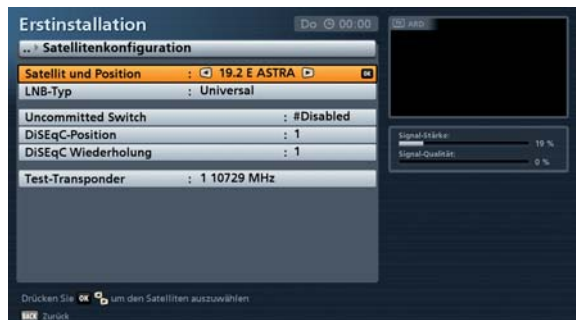 Erstinstallation
Do 00:00
.. Satellitenkonfiguration
Satellit und Position : 19.2 E ASTRA OK
LNB-Typ : Universal
Uncommitted Switch : #Disabled
DiSEqC-Position : 1
DiSEqC Wiederholung : 1
Test-Transponder : 1 10729 MHz
ARD
Signal-Stärke:
19 %
Signal-Qualität:
0 %
Drücken Sie OK um den Satelliten auszuwählen
BACK Zurück